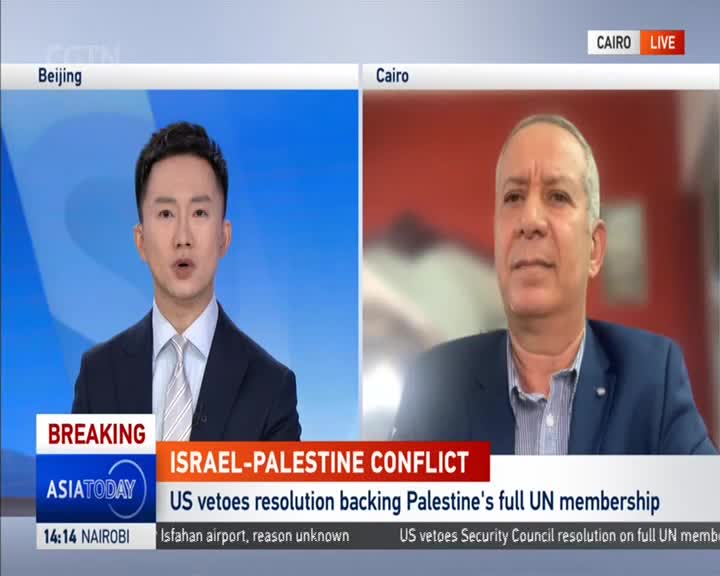 CGTN
CAIRO LIVE
Beijing
Cairo
BREAKING
ISRAEL-PALESTINE CONFLICT
ASIA TODAY
US vetoes resolution backing Palestine's full UN membership
14:14 NAIROBI
Isfahan airport, reason unknown US vetoes Security Council resolution on full UN memb